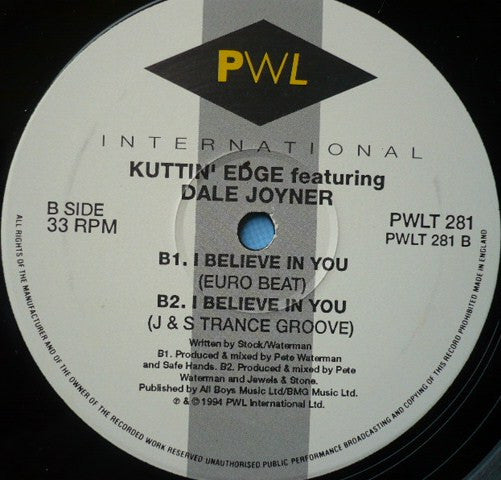 PWL
INTERNATIONAL
KUTTIN' EDGE featuring
DALE JOYNER
B SIDE
33 RPM
PWLT 281
PWLT 281 B
B1. I BELIEVE IN YOU
(EURO BEAT)
B2. I BELIEVE IN YOU
(J & S TRANCE GROOVE)
Written by Stock/Waterman
B1. Produced & mixed by Pete Waterman
and Safe Hands. B2. Produced & mixed by Pete
Waterman and Jewels & Stone.
Published by All Boys Music Ltd/BMG Music Ltd.
℗ & © 1994 PWL International Ltd.
ALL RIGHTS OF THE MANUFACTURER AND OF THE OWNER OF THE RECORDED WORK RESERVED UNAUTHORISED PUBLIC PERFORMANCE BROADCASTING AND COPYING OF THIS RECORD PROHIBITED MADE IN ENGLAND